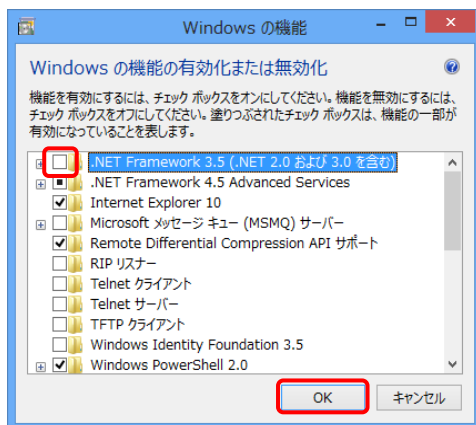 Windows の機能
Windows の機能の有効化または無効化
機能を有効にするには、チェック ボックスをオンにしてください。機能を無効にするには、
チェック ボックスをオフにしてください。塗りつぶされたチェック ボックスは、機能の一部が
有効になっていることを表します。
.NET Framework 3.5 (.NET 2.0 および 3.0 を含む)
.NET Framework 4.5 Advanced Services
Internet Explorer 10
Microsoft メッセージ キュー (MSMQ) サーバー
Remote Differential Compression API サポート
RIP リスナー
Telnet クライアント
Telnet サーバー
TFTP クライアント
Windows Identity Foundation 3.5
Windows PowerShell 2.0
OK キャンセル